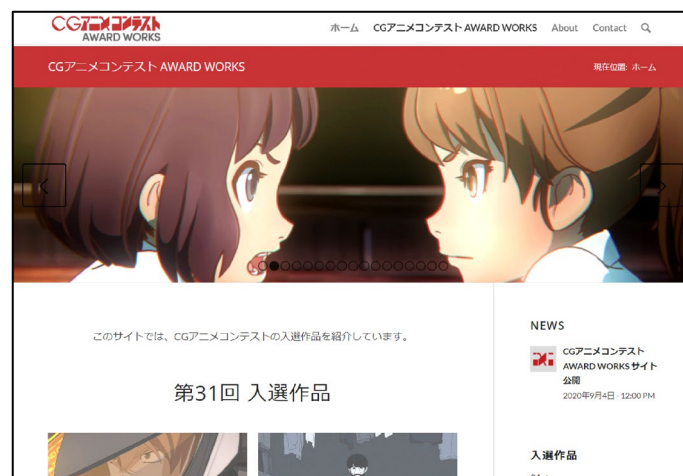 CGアニメコンテスト
AWARD WORKS
ホーム CGアニメコンテスト AWARD WORKS About Contact
CGアニメコンテスト AWARD WORKS
現在位置: ホーム
このサイトでは、CGアニメコンテストの入選作品を紹介しています。
第31回 入選作品
NEWS
CGアニメコンテスト
AWARD WORKS サイト
公開
2020年9月4日 - 12:00 PM
入選作品